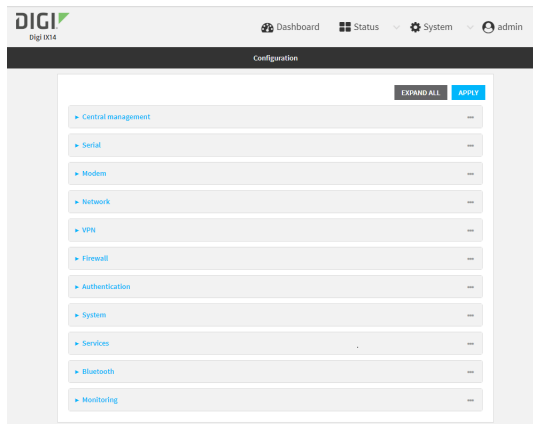 DIGI
Digi IX14
Dashboard Status System admin
Configuration
EXPAND ALL APPLY
Central management
Serial
Modem
Network
VPN
Firewall
Authentication
System
Services
Bluetooth
Monitoring